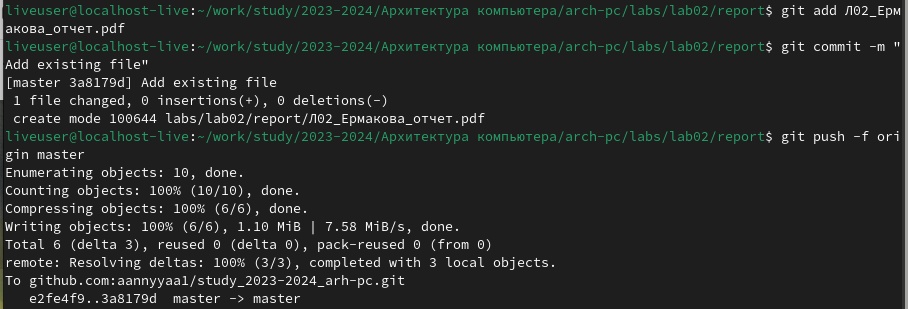 liveuser@localhost-live:~/work/study/2023-2024/Архитектура компьютера/arch-pc/labs/lab02/report$ git add Л02_Ерм
акова_отчет.pdf
liveuser@localhost-live:~/work/study/2023-2024/Архитектура компьютера/arch-pc/labs/lab02/report$ git commit -m "
Add existing file"
[master 3a8179d] Add existing file
 1 file changed, 0 insertions(+), 0 deletions(-)
 create mode 100644 labs/lab02/report/Л02_Ермакова_отчет.pdf
liveuser@localhost-live:~/work/study/2023-2024/Архитектура компьютера/arch-pc/labs/lab02/report$ git push -f ori
gin master
Enumerating objects: 10, done.
Counting objects: 100% (10/10), done.
Compressing objects: 100% (6/6), done.
Writing objects: 100% (6/6), 1.10 MiB | 7.58 MiB/s, done.
Total 6 (delta 3), reused 0 (delta 0), pack-reused 0 (from 0)
remote: Resolving deltas: 100% (3/3), completed with 3 local objects.
To github.com:aannyyaa1/study_2023-2024_arh-pc.git
   e2fe4f9..3a8179d  master -> master